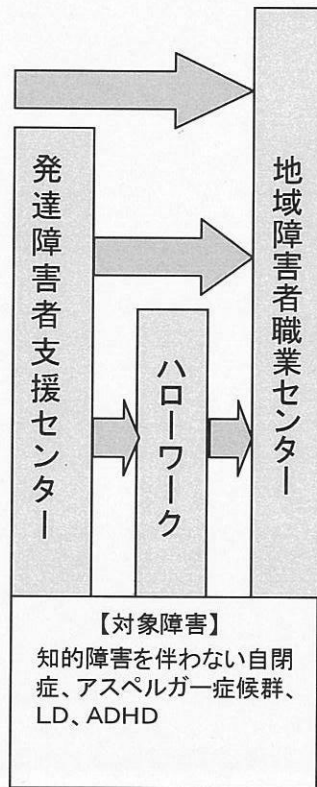 発達障害者支援センター
ハローワーク
地域障害者職業センター
【対象障害】
知的障害を伴わない自閉
症、アスペルガー症候群、
LD、ADHD